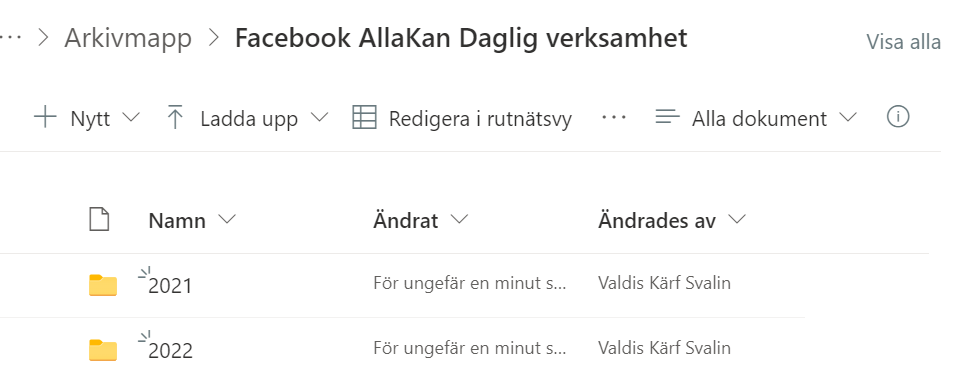 ··· > Arkivmapp > Facebook AllaKan Daglig verksamhet Visa alla
+ Nytt Ladda upp Redigera i rutnätsvy ··· Alla dokument
Namn Ändrat Ändrades av
2021 För ungefär en minut s... Valdis Kärf Svalin
2022 För ungefär en minut s... Valdis Kärf Svalin